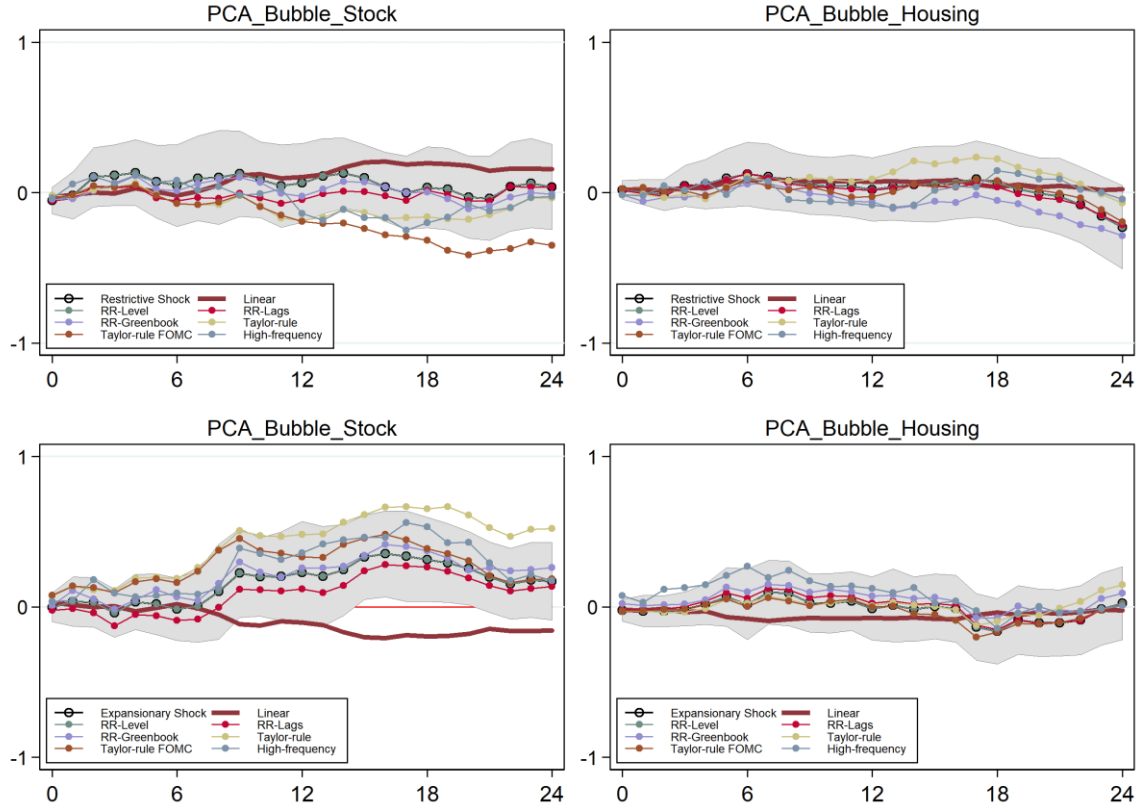 PCA_Bubble_Stock
1
0
-1
Restrictive Shock Linear
RR-Level RR-Lags
RR-Greenbook Taylor-rule
Taylor-rule FOMC High-frequency
0 6 12 18 24
PCA_Bubble_Housing
1
0
-1
Restrictive Shock Linear
RR-Level RR-Lags
RR-Greenbook Taylor-rule
Taylor-rule FOMC High-frequency
0 6 12 18 24
PCA_Bubble_Stock
1
0
-1
Expansionary Shock Linear
RR-Level RR-Lags
RR-Greenbook Taylor-rule
Taylor-rule FOMC High-frequency
0 6 12 18 24
PCA_Bubble_Housing
1
0
-1
Expansionary Shock Linear
RR-Level RR-Lags
RR-Greenbook Taylor-rule
Taylor-rule FOMC High-frequency
0 6 12 18 24